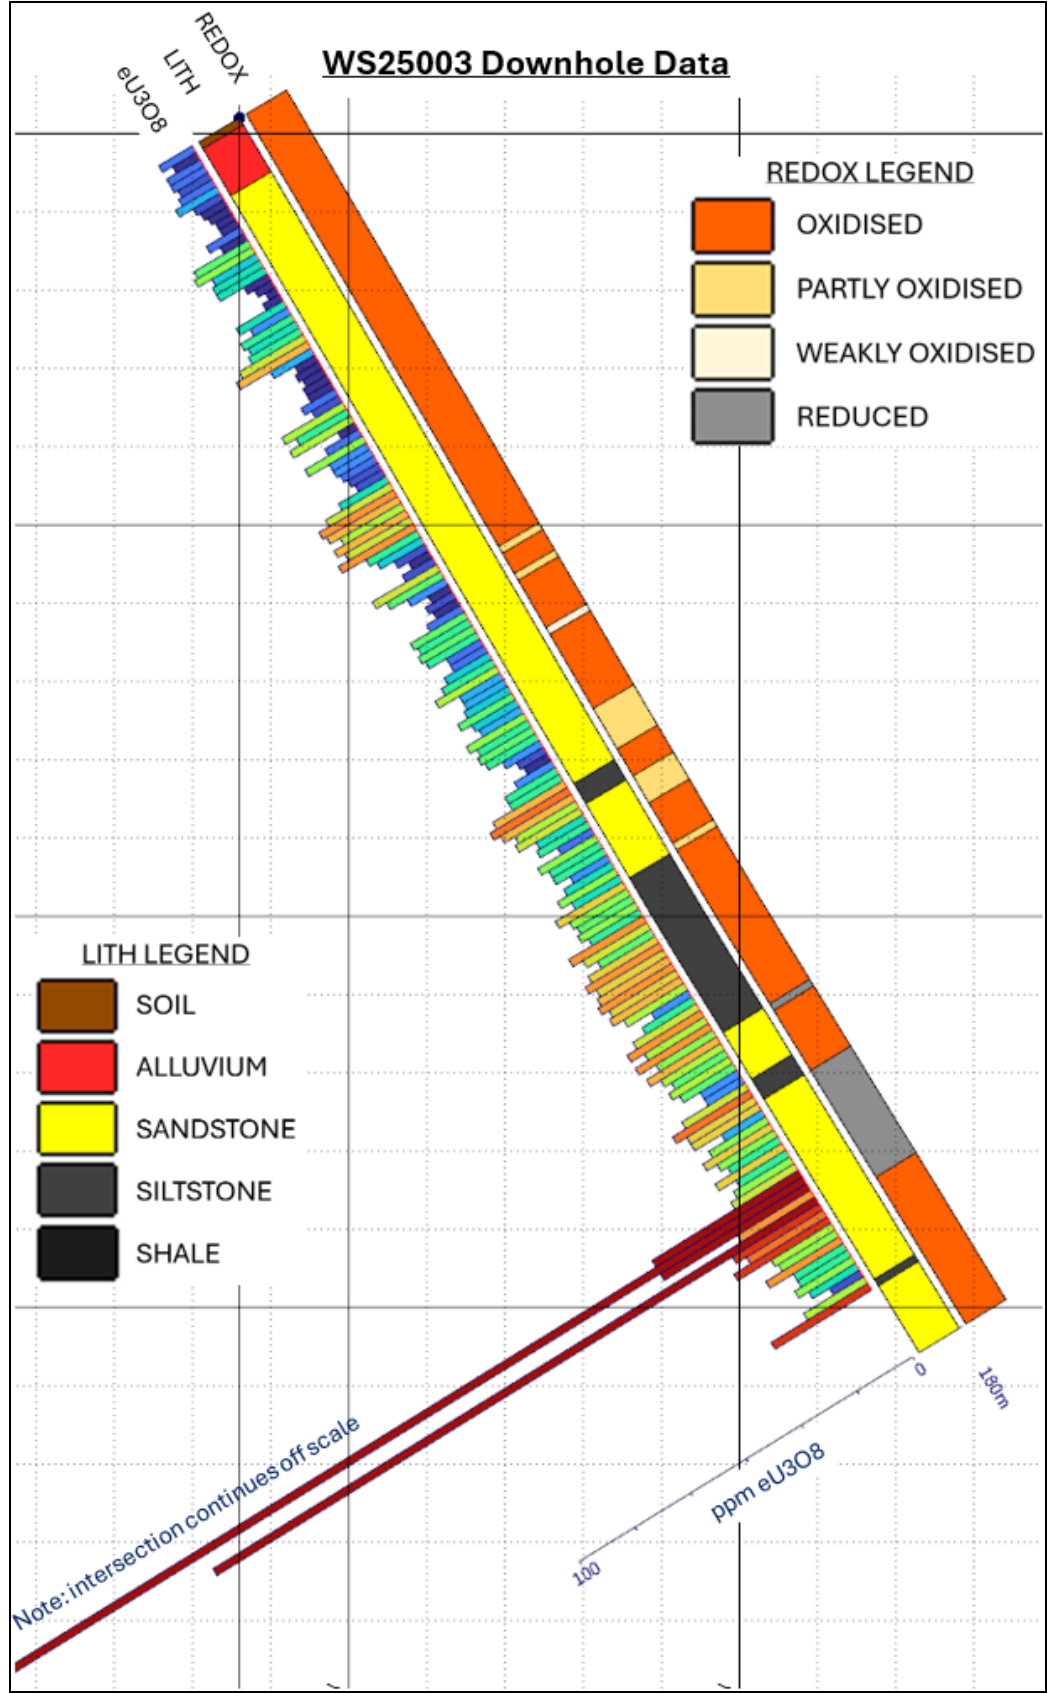 WS25003 Downhole Data
REDOX
LITH
eU3O8
REDOX LEGEND
OXIDISED
PARTLY OXIDISED
WEAKLY OXIDISED
REDUCED
LITH LEGEND
SOIL
ALLUVIUM
SANDSTONE
SILTSTONE
SHALE
0
180m
ppm eU3O8
100
Note: intersection continues off scale